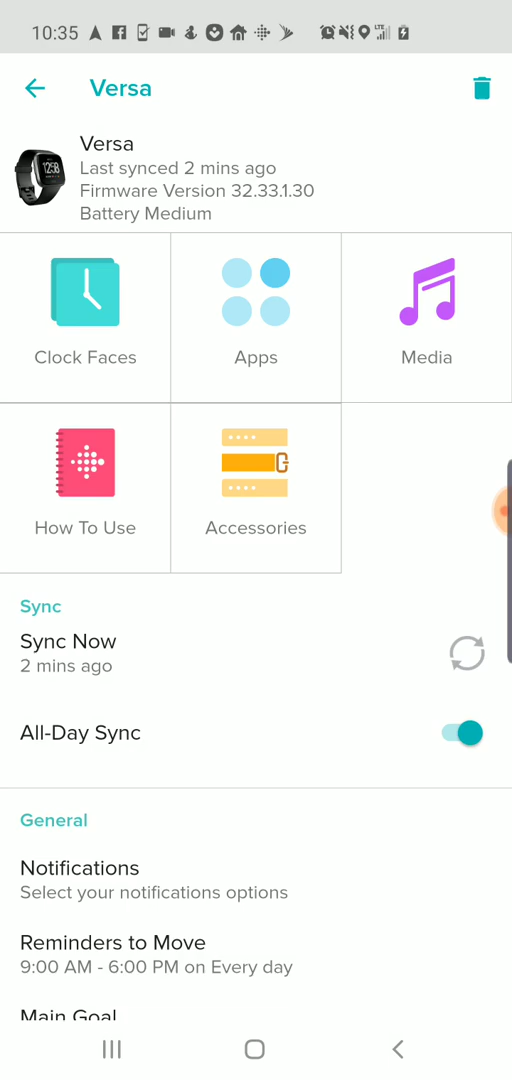 10:35
LTE
Versa
Versa
Last synced 2 mins ago
Firmware Version 32.33.1.30
Battery Medium
Clock Faces
Apps
Media
How To Use
Accessories
Sync
Sync Now
2 mins ago
All-Day Sync
General
Notifications
Select your notifications options
Reminders to Move
9:00 AM - 6:00 PM on Every day
Main Goal